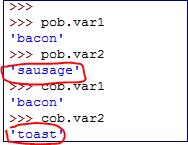 >>>
>>> pob.var1
'bacon'
>>> pob.var2
'sausage'
>>> cob.var1
'bacon'
>>> cob.var2
'toast'